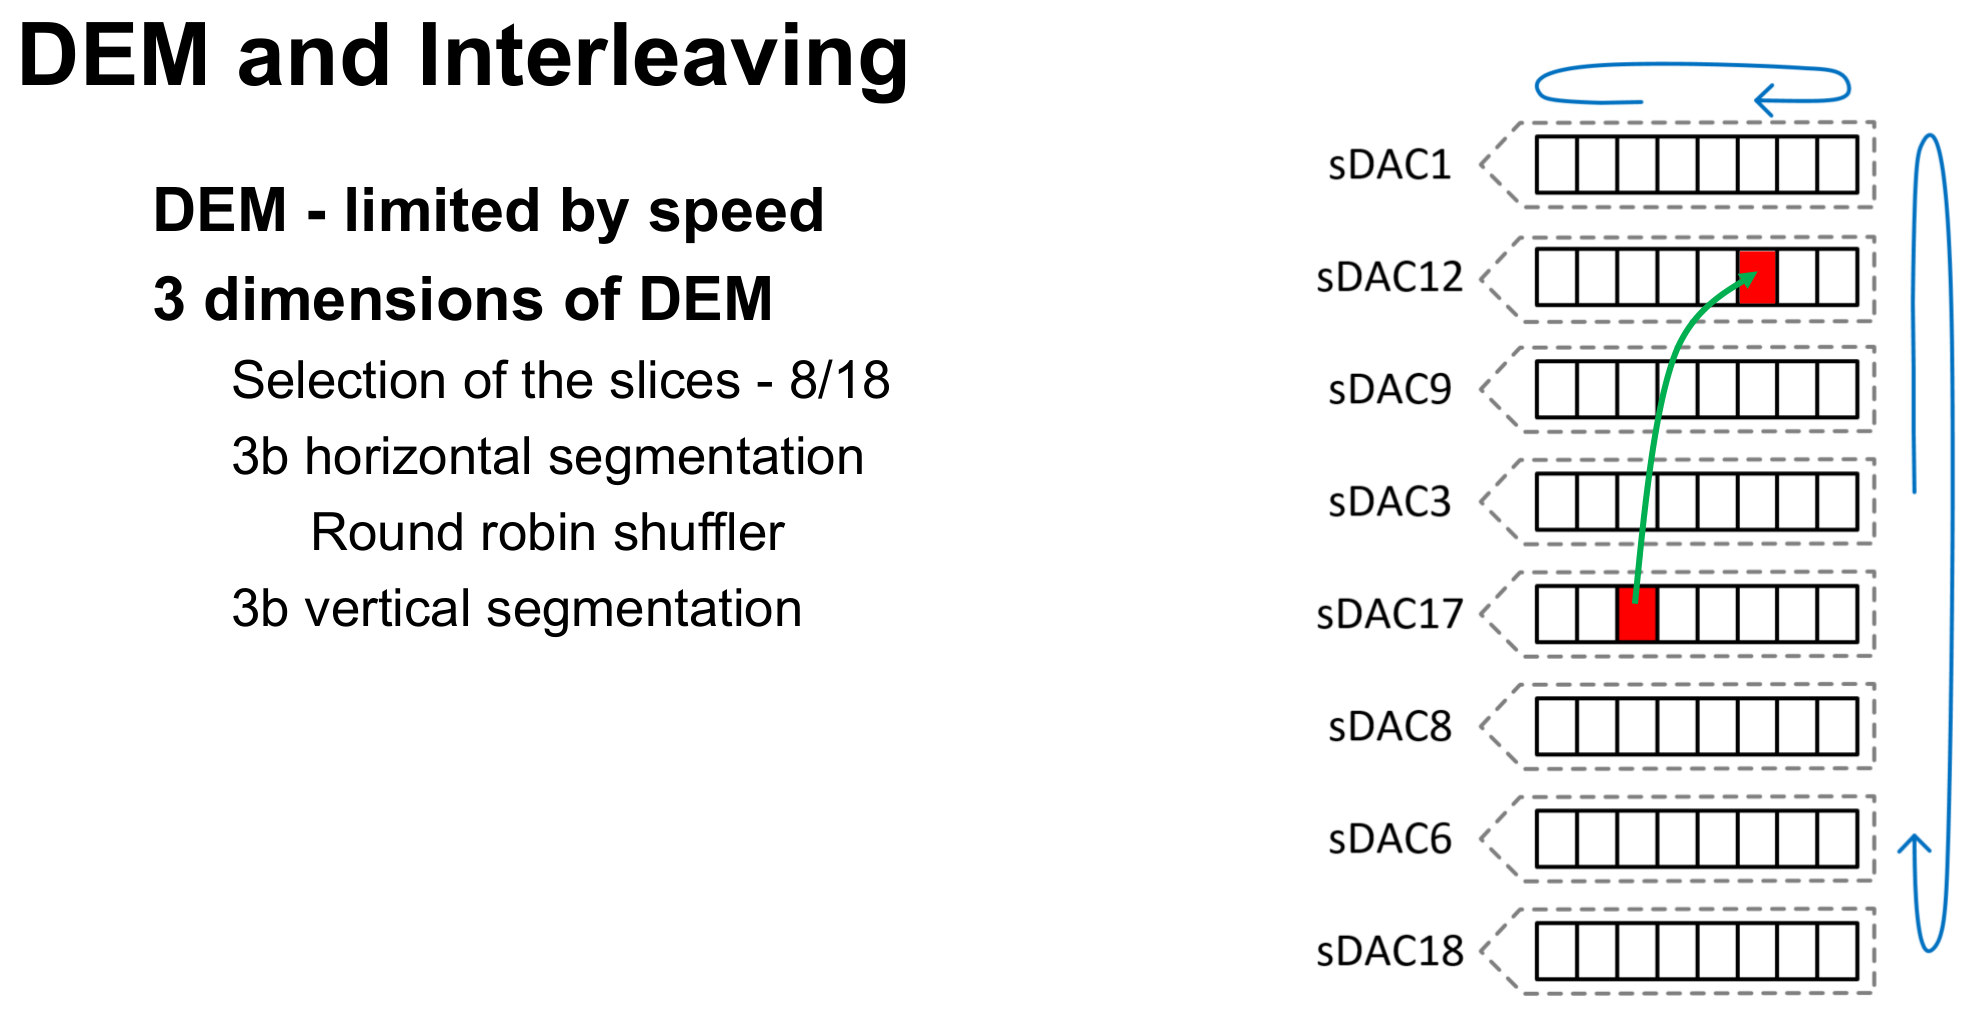 DEM and Interleaving
DEM - limited by speed
3 dimensions of DEM
Selection of the slices - 8/18
3b horizontal segmentation
Round robin shuffler
3b vertical segmentation
sDAC1
sDAC12
sDAC9
sDAC3
sDAC17
sDAC8
sDAC6
sDAC18